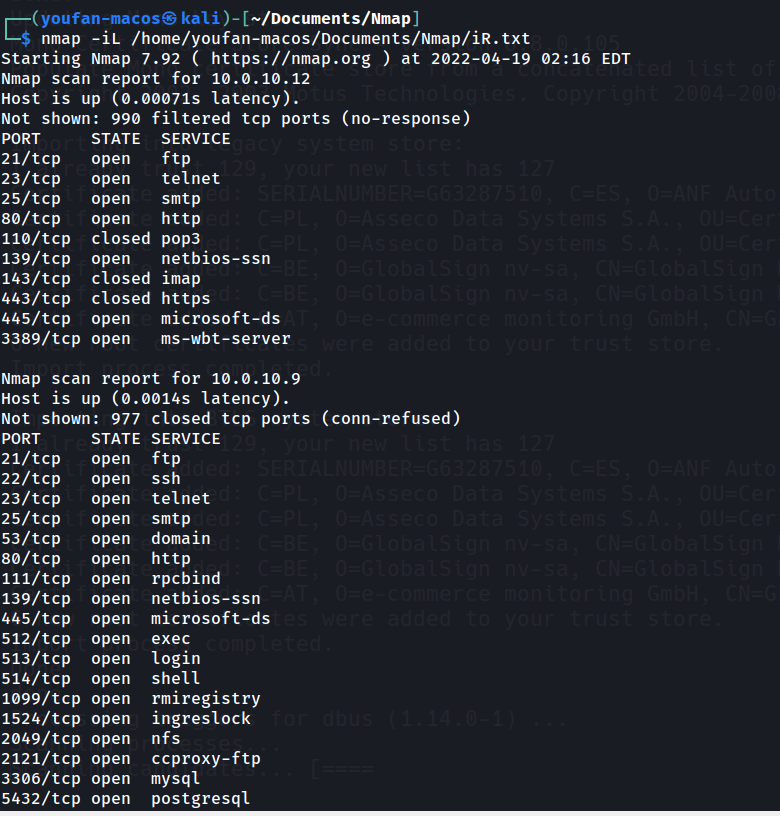 (youfan-macos㉿kali)-[~/Documents/Nmap]
$ nmap -iL /home/youfan-macos/Documents/Nmap/iR.txt
Starting Nmap 7.92 ( https://nmap.org ) at 2022-04-19 02:16 EDT
Nmap scan report for 10.0.10.12
Host is up (0.00071s latency).
Not shown: 990 filtered tcp ports (no-response)
PORT     STATE  SERVICE
21/tcp   open   ftp
23/tcp   open   telnet
25/tcp   open   smtp
80/tcp   open   http
110/tcp  closed pop3
139/tcp  open   netbios-ssn
143/tcp  closed imap
443/tcp  closed https
445/tcp  open   microsoft-ds
3389/tcp open   ms-wbt-server
Nmap scan report for 10.0.10.9
Host is up (0.0014s latency).
Not shown: 977 closed tcp ports (conn-refused)
PORT     STATE SERVICE
21/tcp   open  ftp
22/tcp   open  ssh
23/tcp   open  telnet
25/tcp   open  smtp
53/tcp   open  domain
80/tcp   open  http
111/tcp  open  rpcbind
139/tcp  open  netbios-ssn
445/tcp  open  microsoft-ds
512/tcp  open  exec
513/tcp  open  login
514/tcp  open  shell
1099/tcp open  rmiregistry
1524/tcp open  ingreslock
2049/tcp open  nfs
2121/tcp open  ccproxy-ftp
3306/tcp open  mysql
5432/tcp open  postgresql